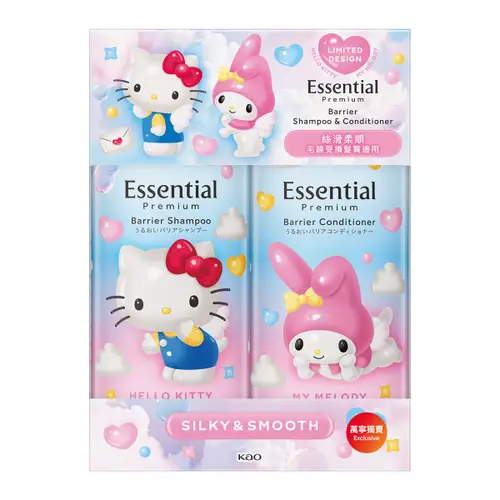 LIMITED
DESIGN
HELLO KITTY
MY MELODY
Essential
Premium
Barrier
Shampoo & Conditioner
絲滑柔順
毛躁受損髮質適用
Essential
Premium
Barrier Shampoo
うるおいバリアシャンプー
HELLO KITTY
Essential
Premium
Barrier Conditioner
うるおいバリアコンディショナー
MY MELODY
SILKY & SMOOTH
萬寧獨賣
Exclusive
Kao